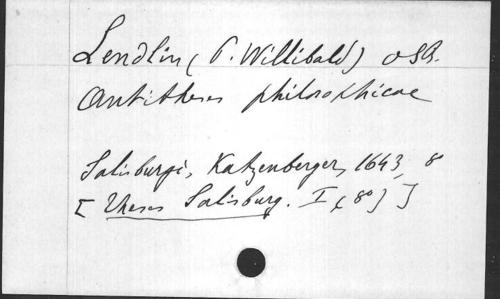 Lendlin (P. Willibald) OSB.
Antitheses philosophicae
Salisburgi, Katzenberger, 1643, 8
[Theses Salisburg. I (8°)]